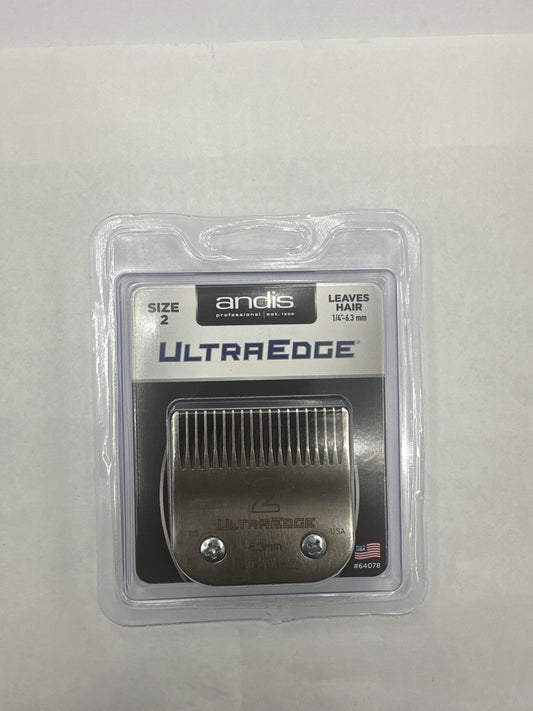 SIZE
2
andis
professional | est. 1922
LEAVES
HAIR
1/4"-6.3 mm
ULTRAEDGE®
2
ULTRAEDGE
USA
6.3mm
USA
#64078